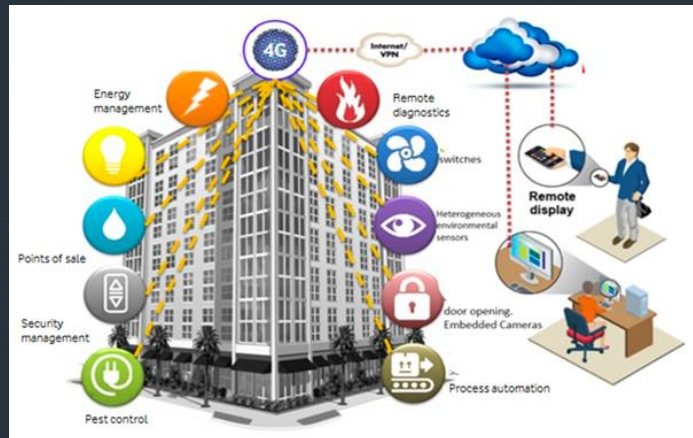 4G
Internet/
VPN
Energy
management
Remote
diagnostics
switches
Remote
display
Heterogeneous
environmental
sensors
Points of sale
door opening.
Embedded Cameras
Security
management
Process automation
Pest control